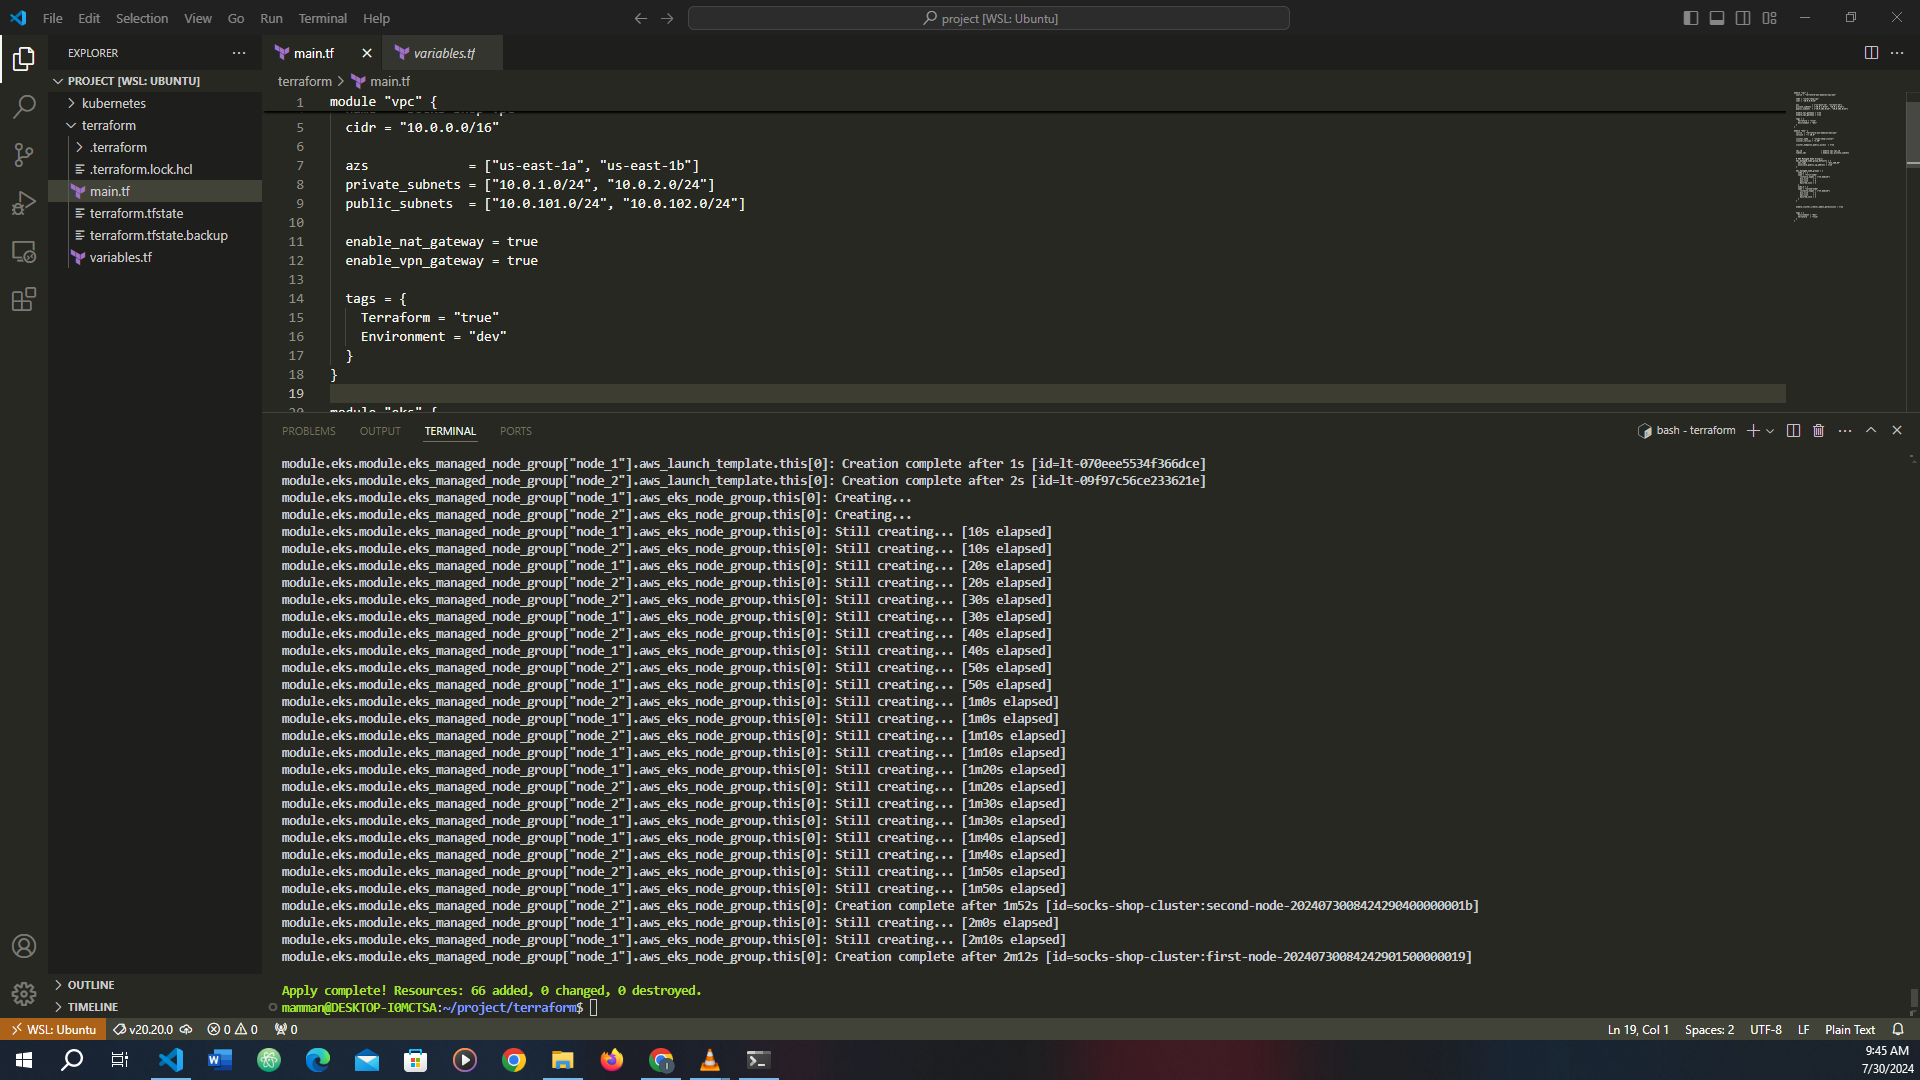 File Edit Selection View Go Run Terminal Help
project [WSL: Ubuntu]
EXPLORER
PROJECT [WSL: UBUNTU]
kubernetes
terraform
.terraform
.terraform.lock.hcl
main.tf
terraform.tfstate
terraform.tfstate.backup
variables.tf
OUTLINE
TIMELINE
main.tf variables.tf
terraform > main.tf
1 module "vpc" {
5 cidr = "10.0.0.0/16"
6
7 azs = ["us-east-1a", "us-east-1b"]
8 private_subnets = ["10.0.1.0/24", "10.0.2.0/24"]
9 public_subnets = ["10.0.101.0/24", "10.0.102.0/24"]
10
11 enable_nat_gateway = true
12 enable_vpn_gateway = true
13
14 tags = {
15 Terraform = "true"
16 Environment = "dev"
17 }
18 }
19
20 module "eks" {
PROBLEMS OUTPUT TERMINAL PORTS
bash - terraform
module.eks.module.eks_managed_node_group["node_1"].aws_launch_template.this[0]: Creation complete after 1s [id=lt-070eee5534f366dce]
module.eks.module.eks_managed_node_group["node_2"].aws_launch_template.this[0]: Creation complete after 2s [id=lt-09f97c56ce233621e]
module.eks.module.eks_managed_node_group["node_1"].aws_eks_node_group.this[0]: Creating...
module.eks.module.eks_managed_node_group["node_2"].aws_eks_node_group.this[0]: Creating...
module.eks.module.eks_managed_node_group["node_1"].aws_eks_node_group.this[0]: Still creating... [10s elapsed]
module.eks.module.eks_managed_node_group["node_2"].aws_eks_node_group.this[0]: Still creating... [10s elapsed]
module.eks.module.eks_managed_node_group["node_1"].aws_eks_node_group.this[0]: Still creating... [20s elapsed]
module.eks.module.eks_managed_node_group["node_2"].aws_eks_node_group.this[0]: Still creating... [20s elapsed]
module.eks.module.eks_managed_node_group["node_2"].aws_eks_node_group.this[0]: Still creating... [30s elapsed]
module.eks.module.eks_managed_node_group["node_1"].aws_eks_node_group.this[0]: Still creating... [30s elapsed]
module.eks.module.eks_managed_node_group["node_2"].aws_eks_node_group.this[0]: Still creating... [40s elapsed]
module.eks.module.eks_managed_node_group["node_1"].aws_eks_node_group.this[0]: Still creating... [40s elapsed]
module.eks.module.eks_managed_node_group["node_2"].aws_eks_node_group.this[0]: Still creating... [50s elapsed]
module.eks.module.eks_managed_node_group["node_1"].aws_eks_node_group.this[0]: Still creating... [50s elapsed]
module.eks.module.eks_managed_node_group["node_2"].aws_eks_node_group.this[0]: Still creating... [1m0s elapsed]
module.eks.module.eks_managed_node_group["node_1"].aws_eks_node_group.this[0]: Still creating... [1m0s elapsed]
module.eks.module.eks_managed_node_group["node_2"].aws_eks_node_group.this[0]: Still creating... [1m10s elapsed]
module.eks.module.eks_managed_node_group["node_1"].aws_eks_node_group.this[0]: Still creating... [1m10s elapsed]
module.eks.module.eks_managed_node_group["node_1"].aws_eks_node_group.this[0]: Still creating... [1m20s elapsed]
module.eks.module.eks_managed_node_group["node_2"].aws_eks_node_group.this[0]: Still creating... [1m20s elapsed]
module.eks.module.eks_managed_node_group["node_2"].aws_eks_node_group.this[0]: Still creating... [1m30s elapsed]
module.eks.module.eks_managed_node_group["node_1"].aws_eks_node_group.this[0]: Still creating... [1m30s elapsed]
module.eks.module.eks_managed_node_group["node_1"].aws_eks_node_group.this[0]: Still creating... [1m40s elapsed]
module.eks.module.eks_managed_node_group["node_2"].aws_eks_node_group.this[0]: Still creating... [1m40s elapsed]
module.eks.module.eks_managed_node_group["node_2"].aws_eks_node_group.this[0]: Still creating... [1m50s elapsed]
module.eks.module.eks_managed_node_group["node_1"].aws_eks_node_group.this[0]: Still creating... [1m50s elapsed]
module.eks.module.eks_managed_node_group["node_2"].aws_eks_node_group.this[0]: Creation complete after 1m52s [id=socks-shop-cluster:second-node-20240730084242904000000001b]
module.eks.module.eks_managed_node_group["node_1"].aws_eks_node_group.this[0]: Still creating... [2m0s elapsed]
module.eks.module.eks_managed_node_group["node_1"].aws_eks_node_group.this[0]: Still creating... [2m10s elapsed]
module.eks.module.eks_managed_node_group["node_1"].aws_eks_node_group.this[0]: Creation complete after 2m12s [id=socks-shop-cluster:first-node-20240730084242901500000019]
Apply complete! Resources: 66 added, 0 changed, 0 destroyed.
mamman@DESKTOP-I0MCTSA:~/project/terraform$
WSL: Ubuntu v20.20.0 0 0 0 Ln 19, Col 1 Spaces: 2 UTF-8 LF Plain Text
9:45 AM
7/30/2024